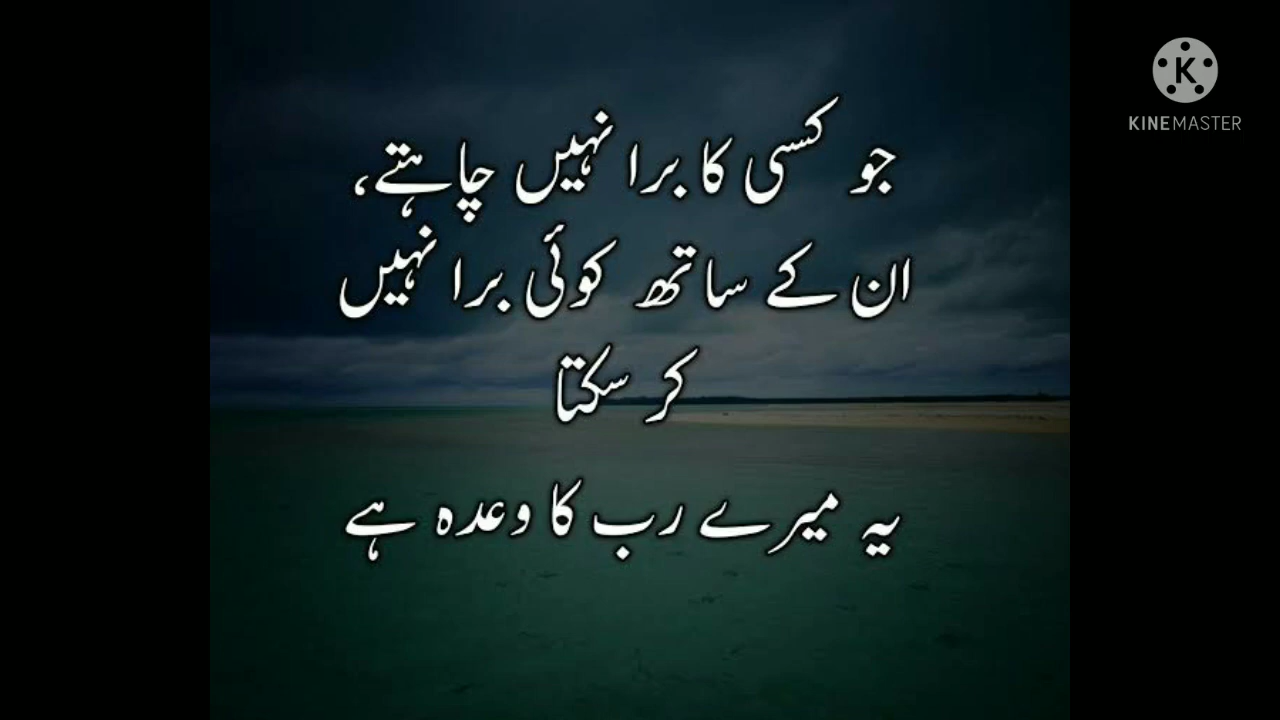 جو کسی کا برا نہیں چاہتے،
ان کے ساتھ کوئی برا نہیں
کر سکتا
یہ میرے رب کا وعدہ ہے
K
KINEMASTER